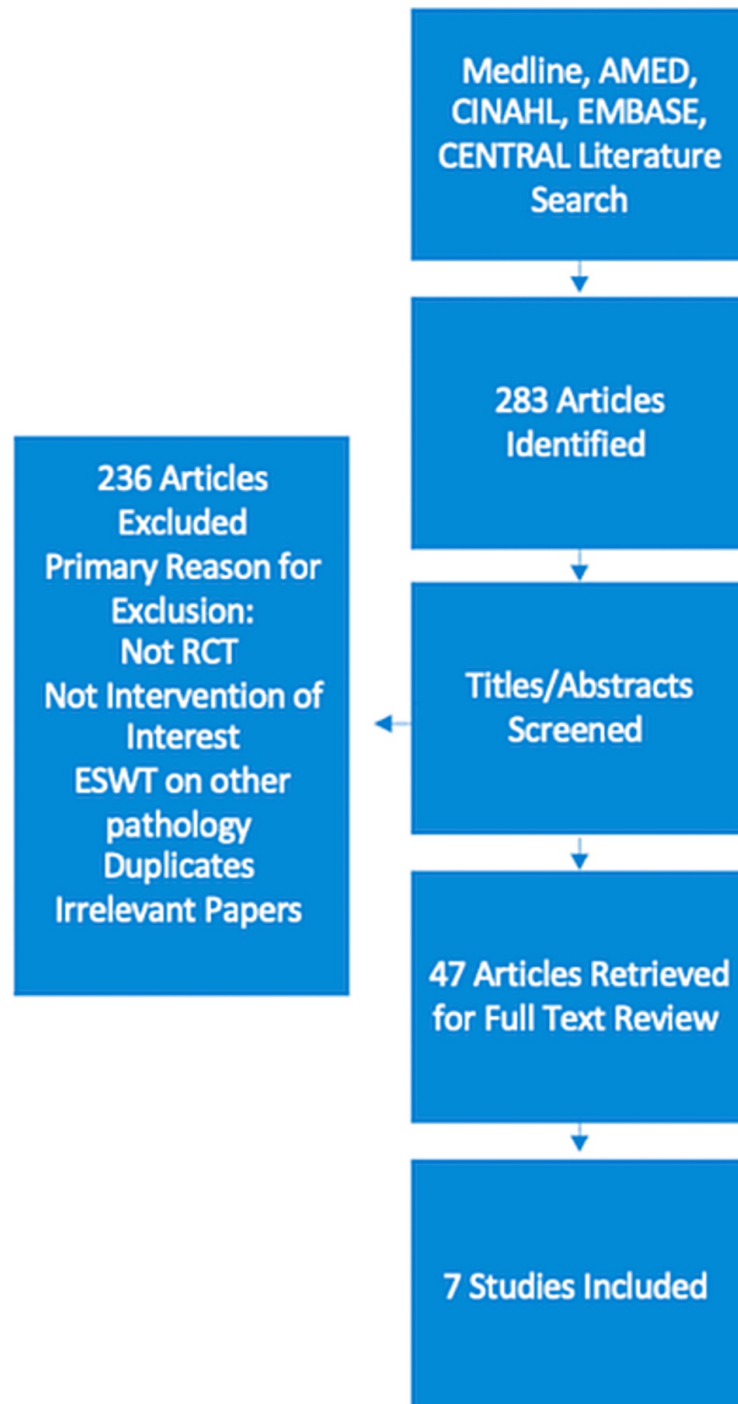 Medline, AMED,
CINAHL, EMBASE,
CENTRAL Literature
Search
283 Articles
Identified
Titles/Abstracts
Screened
236 Articles
Excluded
Primary Reason for
Exclusion:
Not RCT
Not Intervention of
Interest
ESWT on other
pathology
Duplicates
Irrelevant Papers
47 Articles Retrieved
for Full Text Review
7 Studies Included